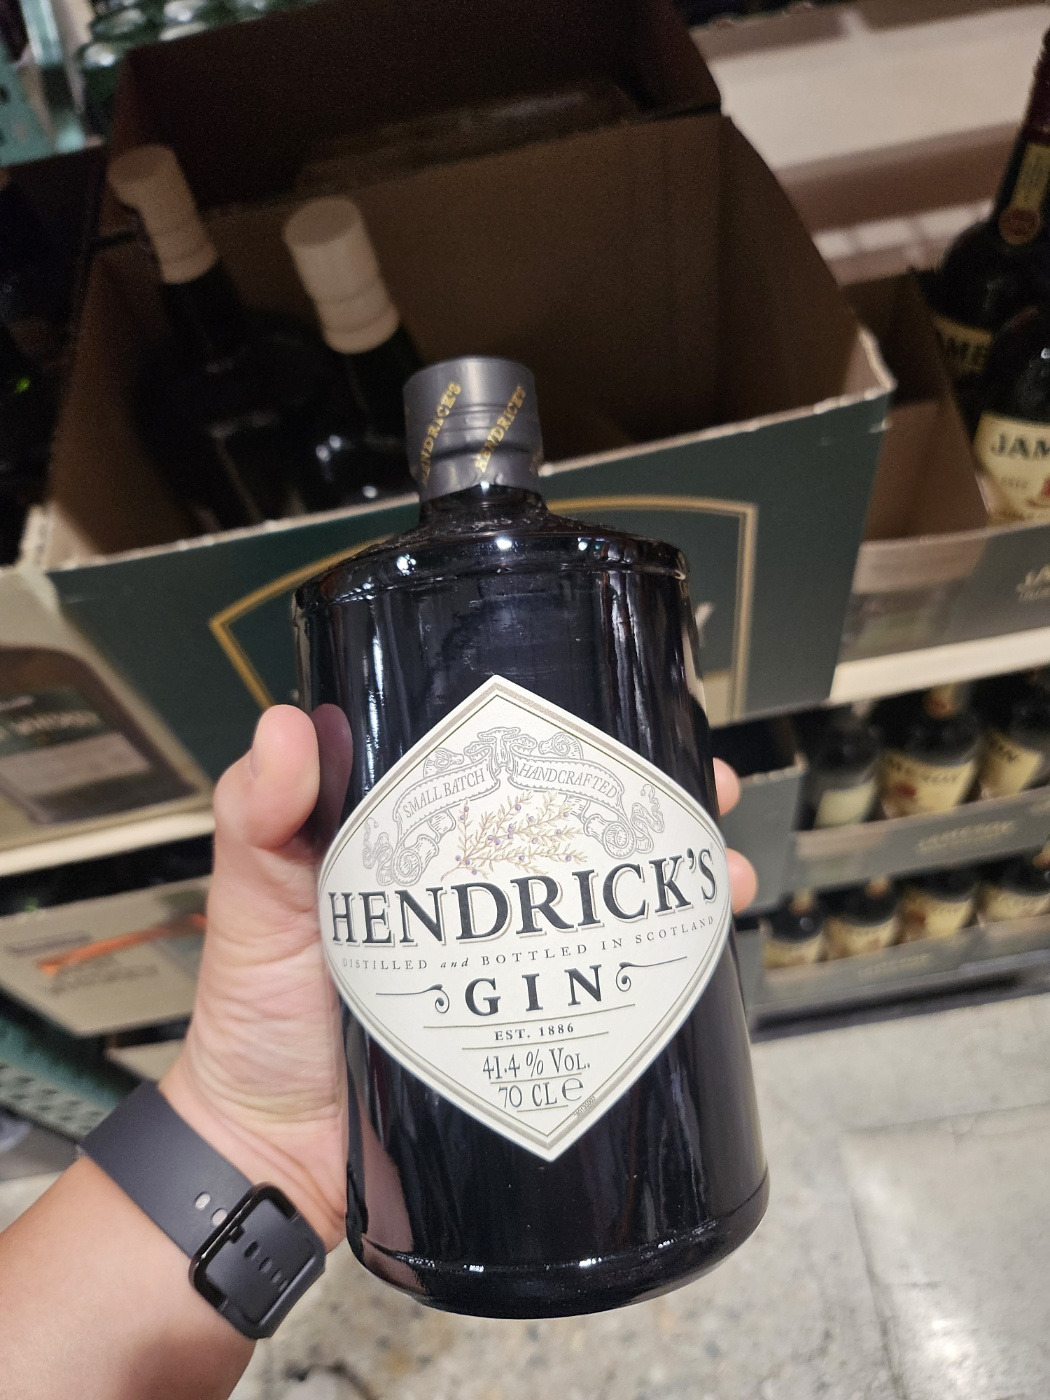 HENDRICK'S
HENDRICK'S
SMALL BATCH HANDCRAFTED
HENDRICK'S
DISTILLED and BOTTLED IN SCOTLAND
GIN
EST. 1886
41.4 % VOL.
70 CL ℮
JAM